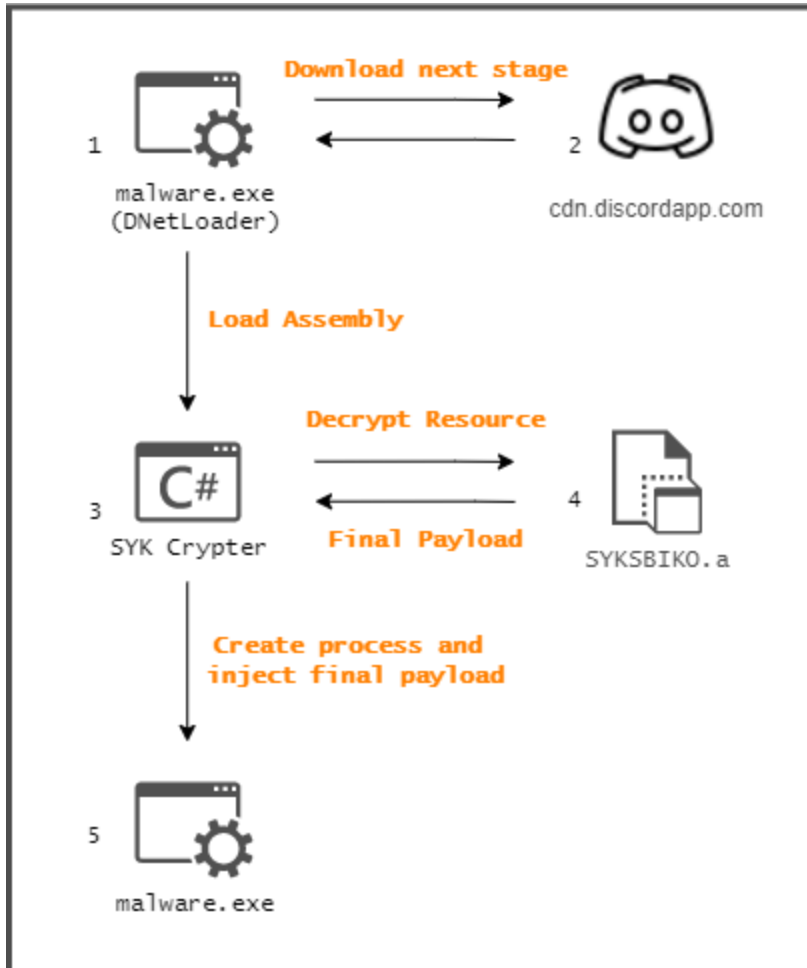 Download next stage
1
2
malware.exe
(DNetLoader)
cdn.discordapp.com
Load Assembly
Decrypt Resource
C#
3
4
SYK Crypter
Final Payload
SYKSBIKO.a
Create process and
inject final payload
5
malware.exe